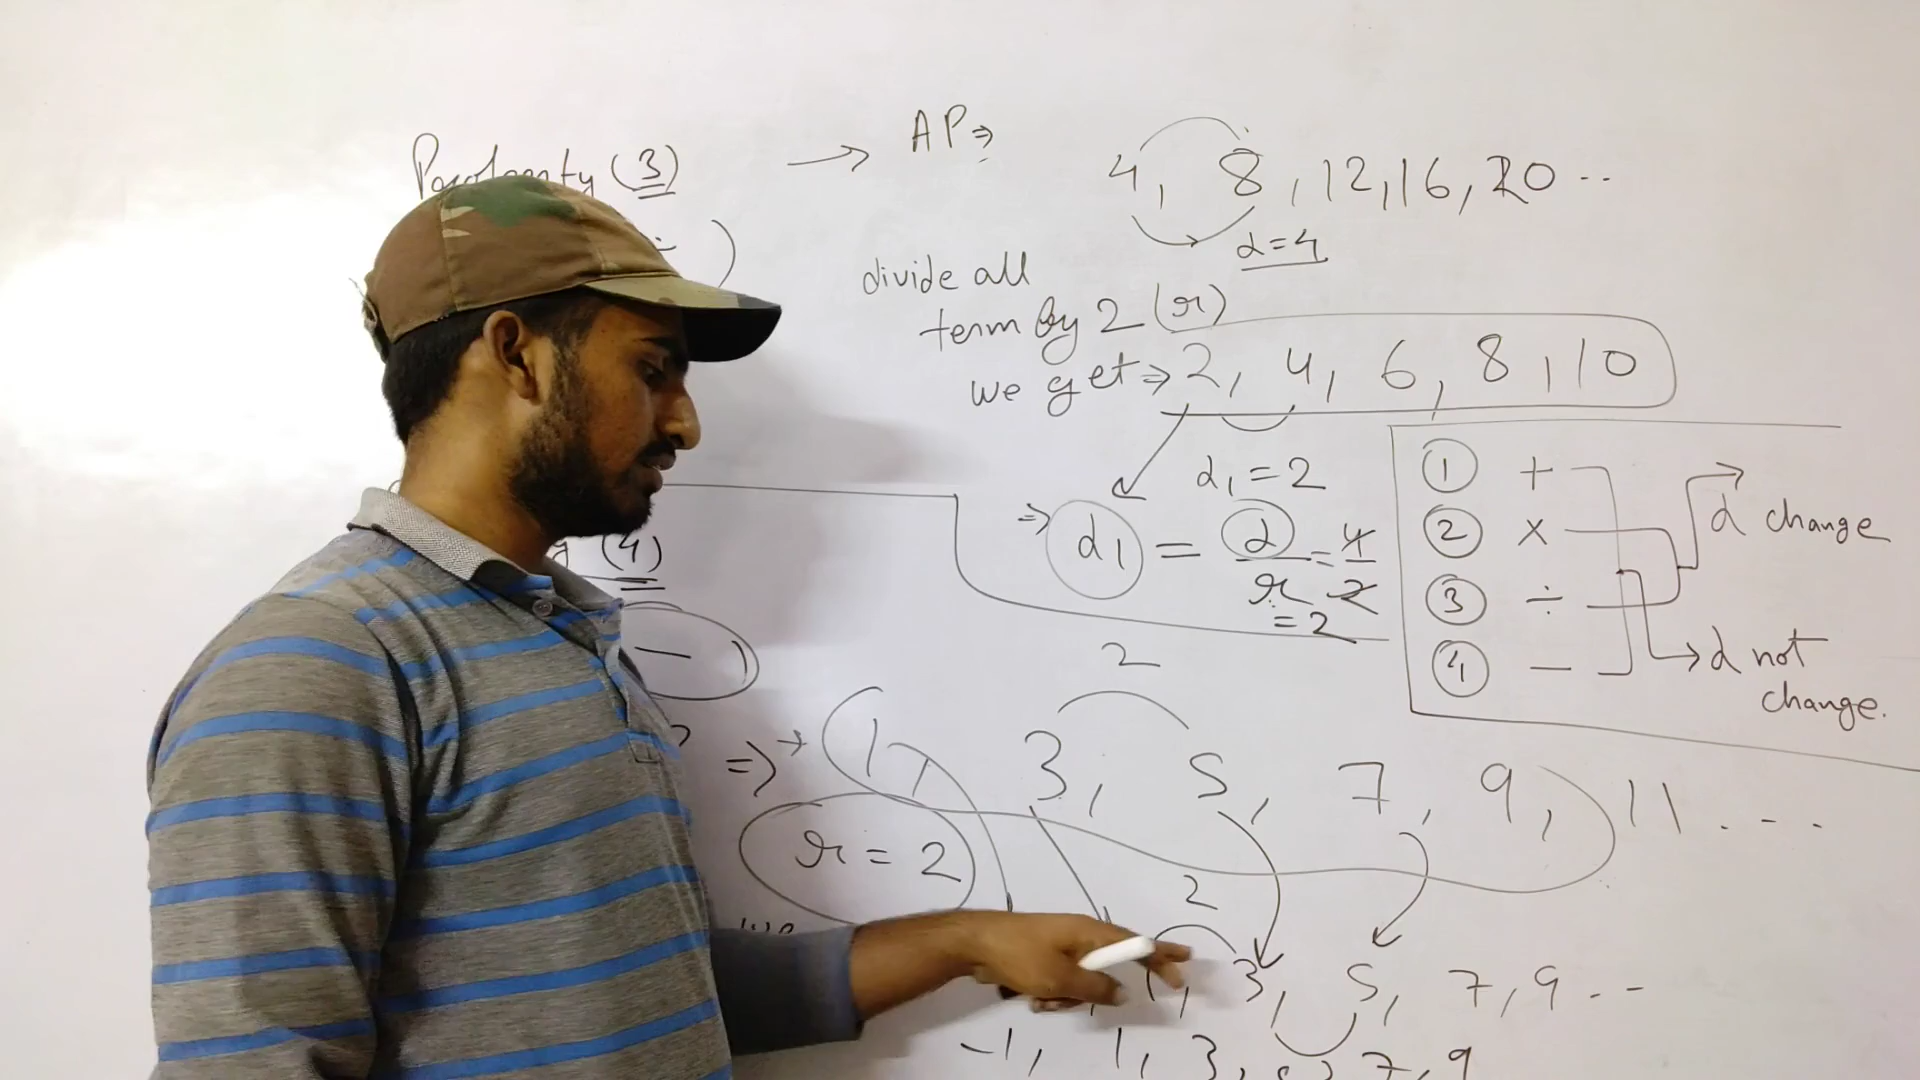 (3) → AP⇒ 4, 8, 12, 16, 20 ..
d=4
divide all
term by 2 (r)
we get⇒ 2, 4, 6, 8, 10
d₁ = 2
⇒ d₁ = d/r = 4/2
= 2
① +
② ×
③ ÷
④ −
d change
d not
change.
(4)
( − )
2
⇒ → 1, 3, 5, 7, 9, 11 ...
r = 2
we
2
1, 3, 5, 7, 9 ..
-1, 1, 3, 5, 7, 9